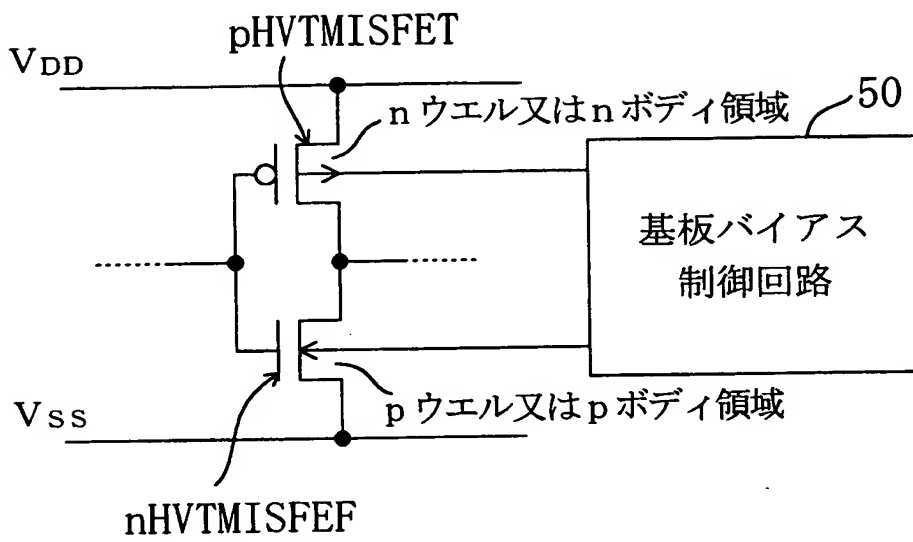 pHVTMISFET
VDD
nウエル又はnボディ領域
50
基板バイアス
制御回路
pウエル又はpボディ領域
VSS
nHVTMISFEF